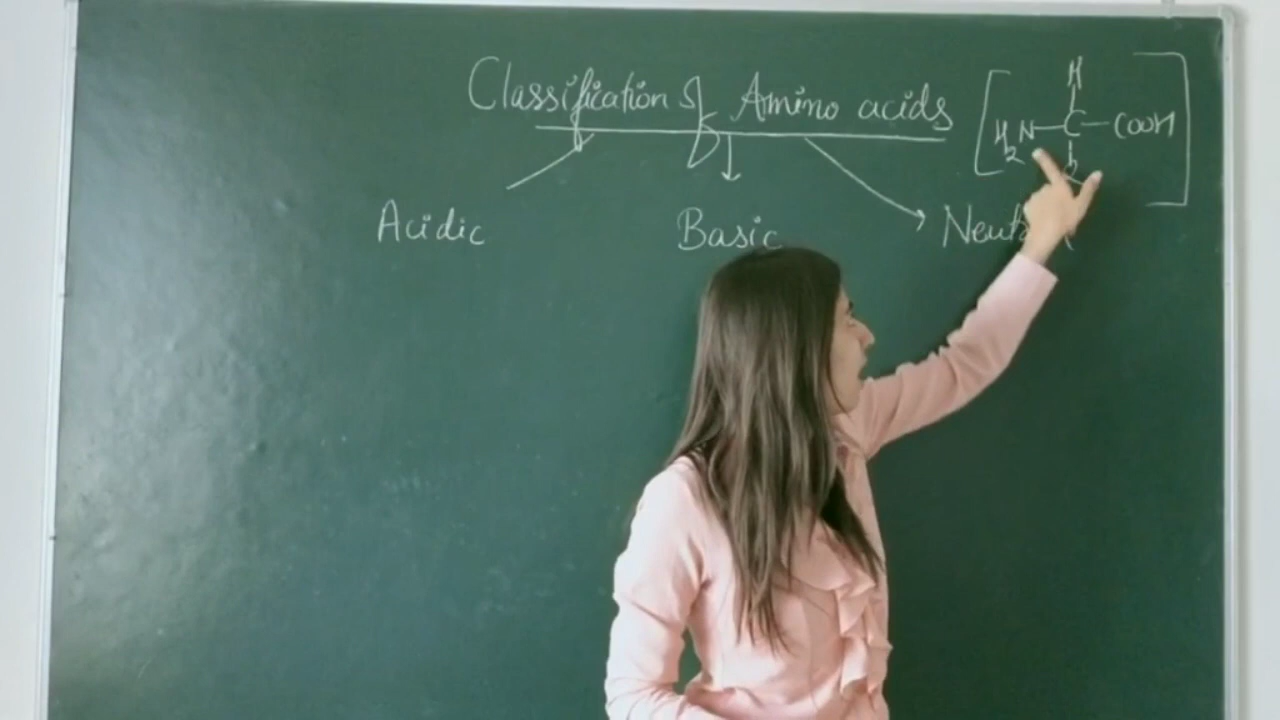 Classification of Amino acids
H
H2N—C—COOH
Acidic Basic